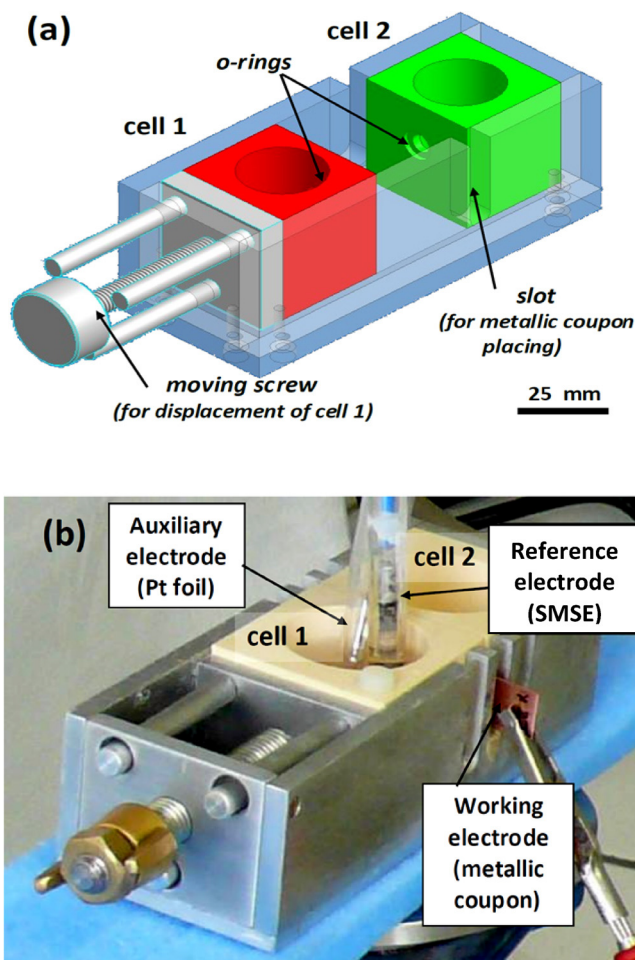 (a)
cell 2
o-rings
cell 1
slot
(for metallic coupon
placing)
moving screw
(for displacement of cell 1)
25 mm
(b)
Auxiliary
electrode
(Pt foil)
cell 2
Reference
electrode
(SMSE)
cell 1
Working
electrode
(metallic
coupon)